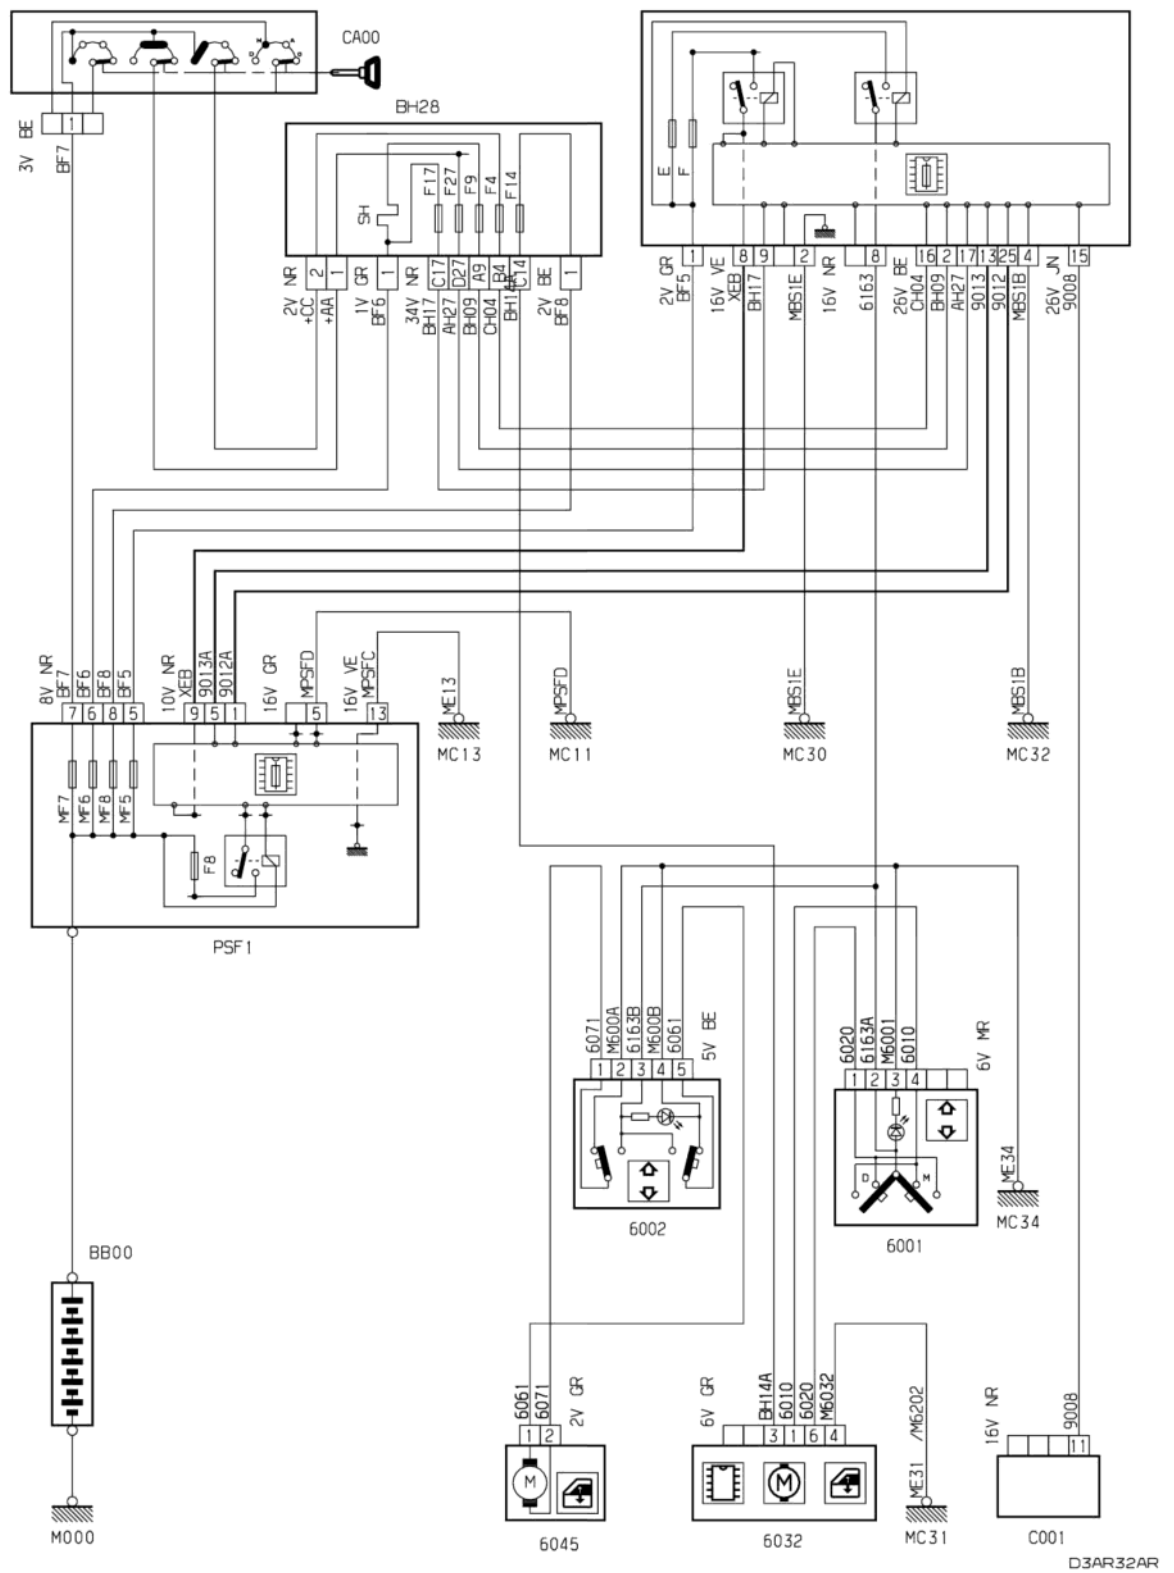 CA00
M
A
D
D
3V BE
1
BF7
BH28
SH
F17
F27
F9
F4
F14
2
1
1
C17
D27
A9
B4
C14
1
2V NR
+CC
+AA
1V GR
BF6
34V NR
BH17
AH27
BH09
CH04
BH14A
2V BE
BF8
E
F
1
8
9
2
8
16
2
17
13
25
4
15
2V GR
BF5
16V VE
XEB
BH17
MBS1E
16V NR
6163
26V BE
CH04
BH09
AH27
9013
9012
MBS1B
26V JN
9008
8V NR
BF7
BF6
BF8
BF5
10V NR
XEB
9013A
9012A
16V GR
MPSFD
16V VE
MPSFC
ME13
MPSFD
MBS1E
MBS1B
7
6
8
5
9
5
1
5
13
MC13
MC11
MC30
MC32
MF7
MF6
MF8
MF5
F8
PSF1
6071
M600A
6163B
M600B
6061
5V BE
1
2
3
4
5
6002
6020
6163A
M6001
6010
6V MR
1
2
3
4
D
M
6001
ME34
MC34
BB00
M000
6061
6071
2V GR
1
2
M
6045
6V GR
BH14A
6010
6020
M6032
3
1
6
4
M
6032
ME31 /M6202
MC31
16V NR
9008
11
C001
D3AR32AR